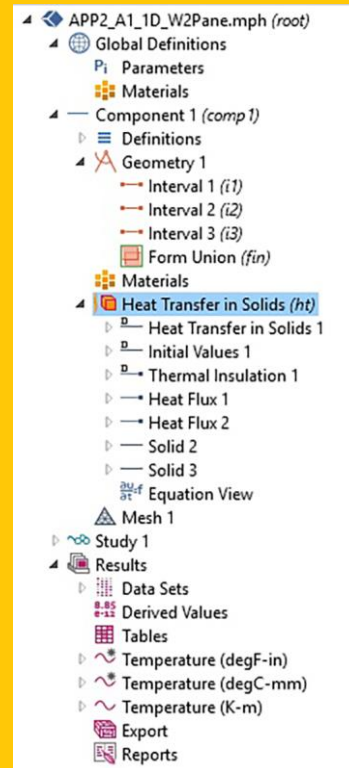 APP2_A1_1D_W2Pane.mph (root)
Global Definitions
Pi Parameters
Materials
Component 1 (comp1)
Definitions
Geometry 1
Interval 1 (i1)
Interval 2 (i2)
Interval 3 (i3)
Form Union (fin)
Materials
Heat Transfer in Solids (ht)
D Heat Transfer in Solids 1
D Initial Values 1
D Thermal Insulation 1
Heat Flux 1
Heat Flux 2
Solid 2
Solid 3
∂u/∂t=f Equation View
Mesh 1
Study 1
Results
Data Sets
8.85 e-12 Derived Values
Tables
Temperature (degF-in)
Temperature (degC-mm)
Temperature (K-m)
Export
Reports